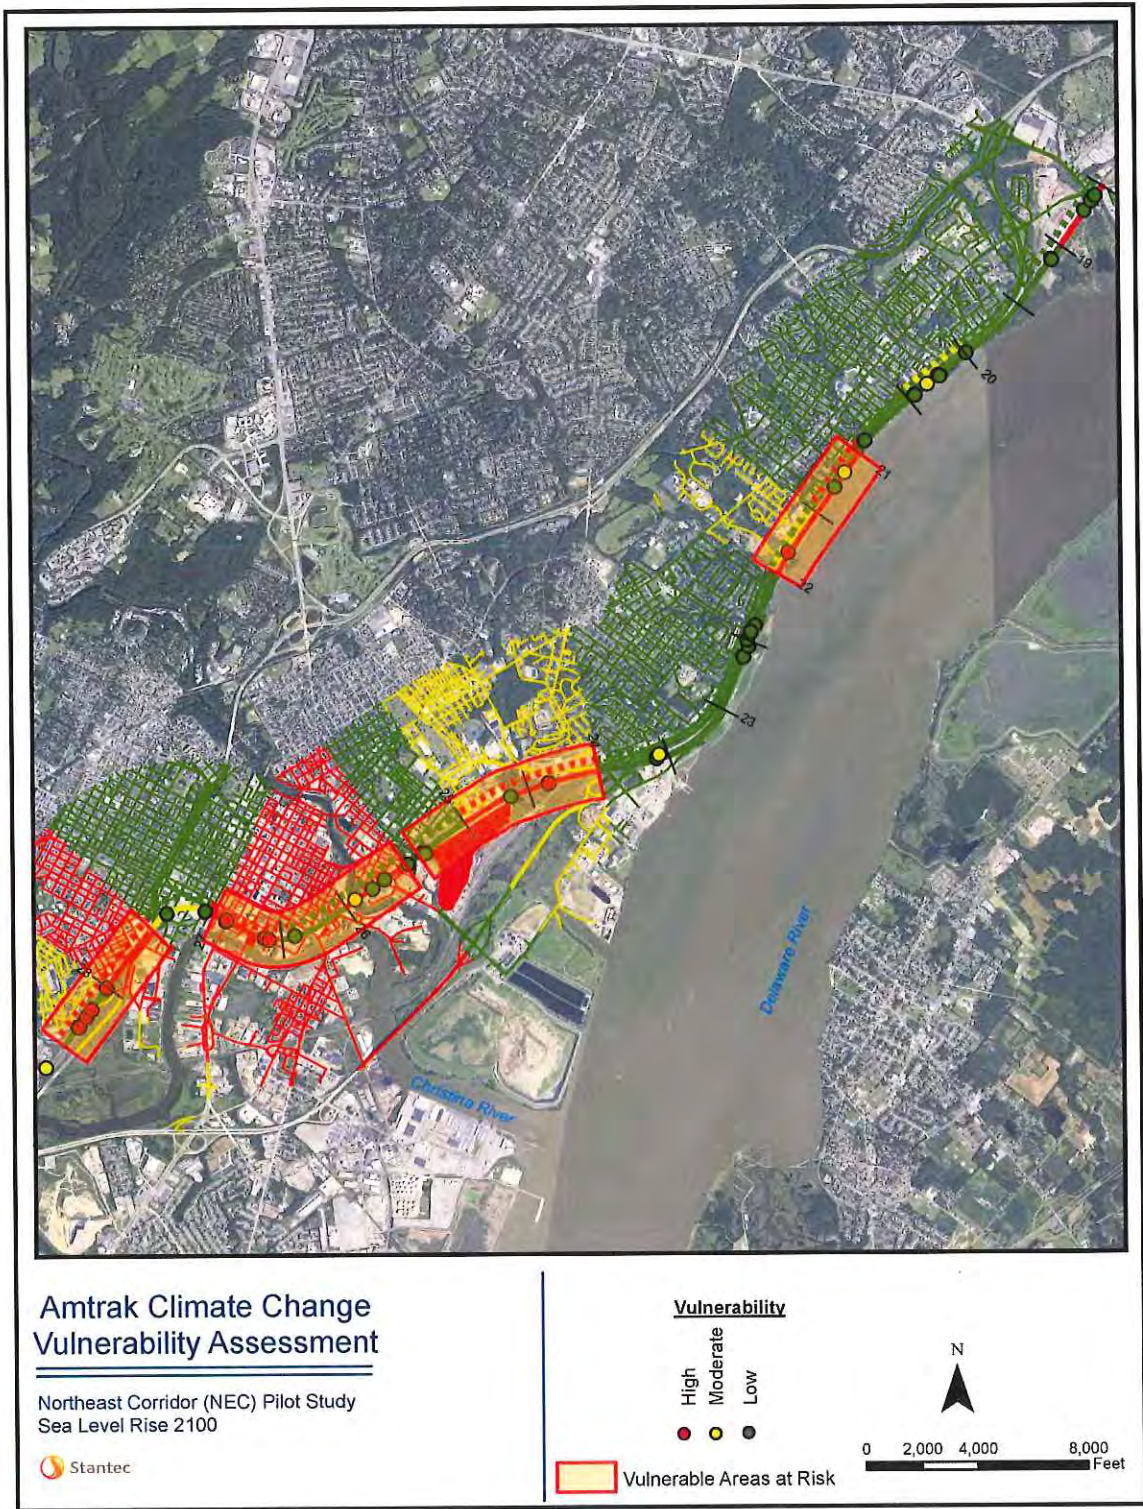 19
20
21
22
23
26
28
Delaware River
Christina River
Amtrak Climate Change
Vulnerability Assessment
Northeast Corridor (NEC) Pilot Study
Sea Level Rise 2100
Stantec
Vulnerability
High
Moderate
Low
Vulnerable Areas at Risk
N
0 2,000 4,000 8,000
Feet